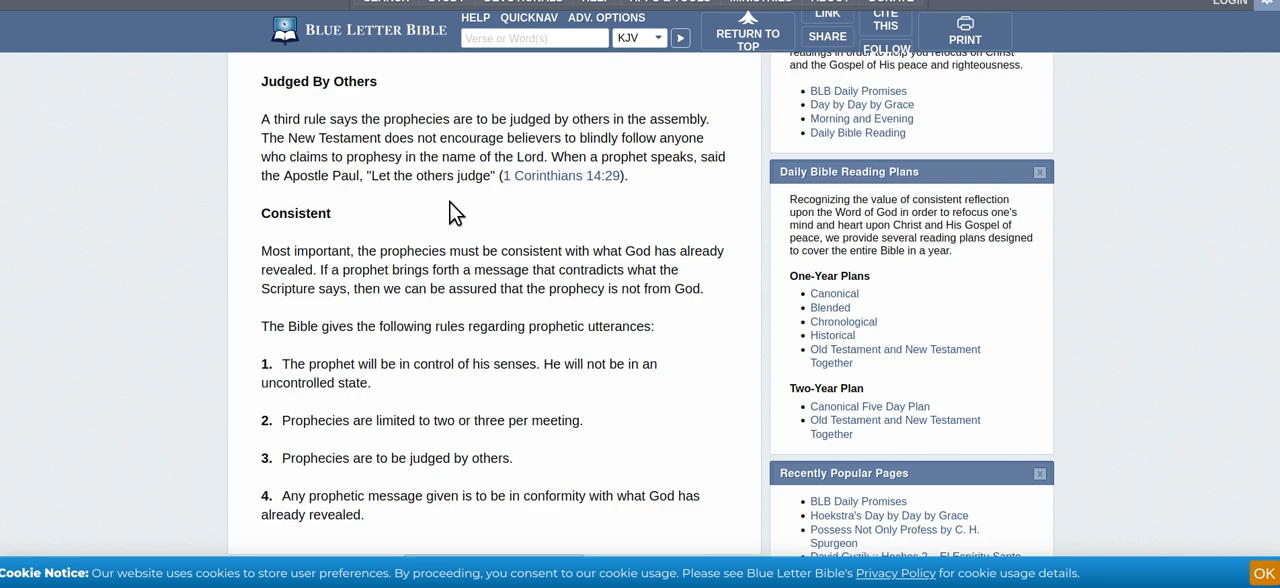 SEARCH STUDY DEVOTIONALS HELP APPS & TOOLS MINISTRIES ABOUT DONATE
LOGIN
BLUE LETTER BIBLE
HELP QUICKNAV ADV. OPTIONS
Verse or Word(s)
KJV
RETURN TO
TOP
LINK
SHARE
CITE
THIS
FOLLOW
PRINT
Judged By Others
A third rule says the prophecies are to be judged by others in the assembly.
The New Testament does not encourage believers to blindly follow anyone
who claims to prophesy in the name of the Lord. When a prophet speaks, said
the Apostle Paul, "Let the others judge" (1 Corinthians 14:29).
Consistent
Most important, the prophecies must be consistent with what God has already
revealed. If a prophet brings forth a message that contradicts what the
Scripture says, then we can be assured that the prophecy is not from God.
The Bible gives the following rules regarding prophetic utterances:
1. The prophet will be in control of his senses. He will not be in an
uncontrolled state.
2. Prophecies are limited to two or three per meeting.
3. Prophecies are to be judged by others.
4. Any prophetic message given is to be in conformity with what God has
already revealed.
readings in order to help you refocus on Christ
and the Gospel of His peace and righteousness.
• BLB Daily Promises
• Day by Day by Grace
• Morning and Evening
• Daily Bible Reading
Daily Bible Reading Plans
X
Recognizing the value of consistent reflection
upon the Word of God in order to refocus one's
mind and heart upon Christ and His Gospel of
peace, we provide several reading plans designed
to cover the entire Bible in a year.
One-Year Plans
• Canonical
• Blended
• Chronological
• Historical
• Old Testament and New Testament
Together
Two-Year Plan
• Canonical Five Day Plan
• Old Testament and New Testament
Together
Recently Popular Pages
X
• BLB Daily Promises
• Hoekstra's Day by Day by Grace
• Possess Not Only Profess by C. H.
Spurgeon
• David Guzik :: Hechos 2 – El Espíritu Santo
Cookie Notice: Our website uses cookies to store user preferences. By proceeding, you consent to our cookie usage. Please see Blue Letter Bible's Privacy Policy for cookie usage details.
OK